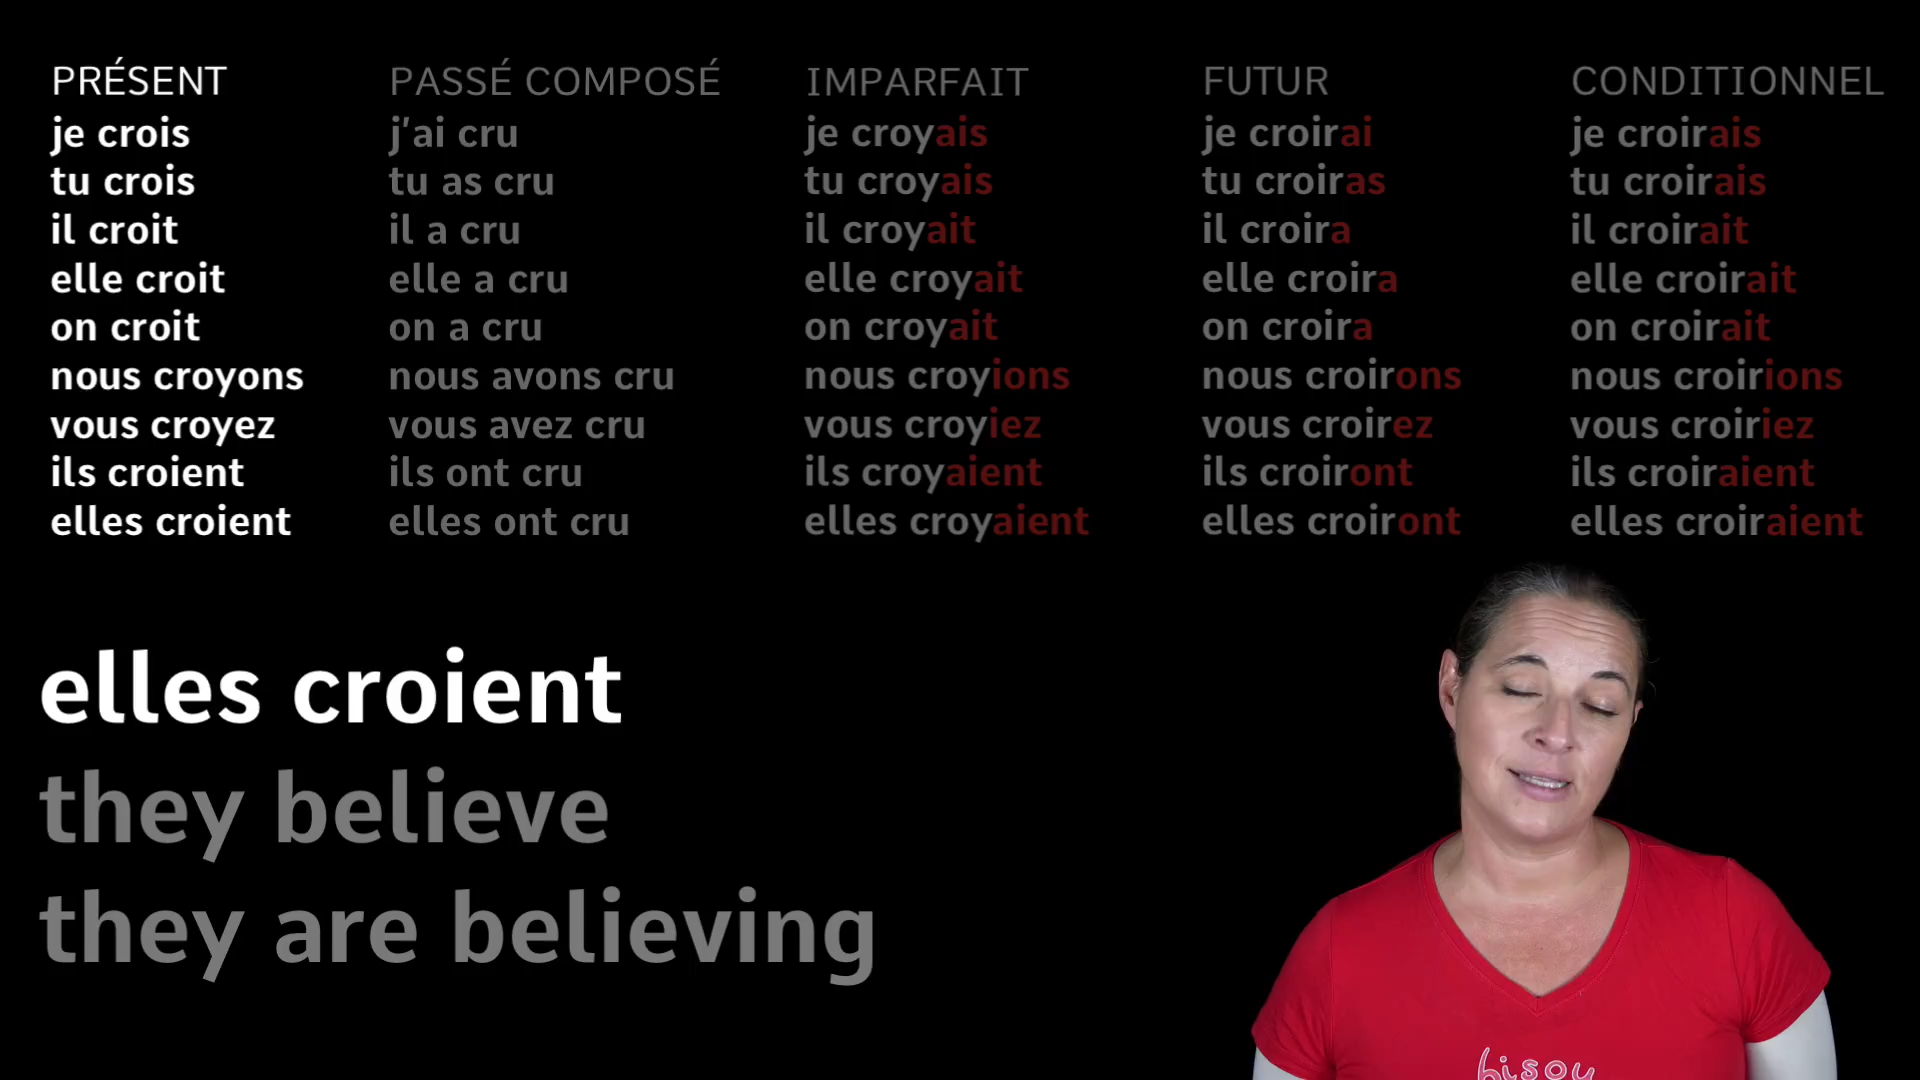 PRÉSENT
je crois
tu crois
il croit
elle croit
on croit
nous croyons
vous croyez
ils croient
elles croient
PASSÉ COMPOSÉ
j'ai cru
tu as cru
il a cru
elle a cru
on a cru
nous avons cru
vous avez cru
ils ont cru
elles ont cru
IMPARFAIT
je croyais
tu croyais
il croyait
elle croyait
on croyait
nous croyions
vous croyiez
ils croyaient
elles croyaient
FUTUR
je croirai
tu croiras
il croira
elle croira
on croira
nous croirons
vous croirez
ils croiront
elles croiront
CONDITIONNEL
je croirais
tu croirais
il croirait
elle croirait
on croirait
nous croirions
vous croiriez
ils croiraient
elles croiraient
elles croient
they believe
they are believing
bisou